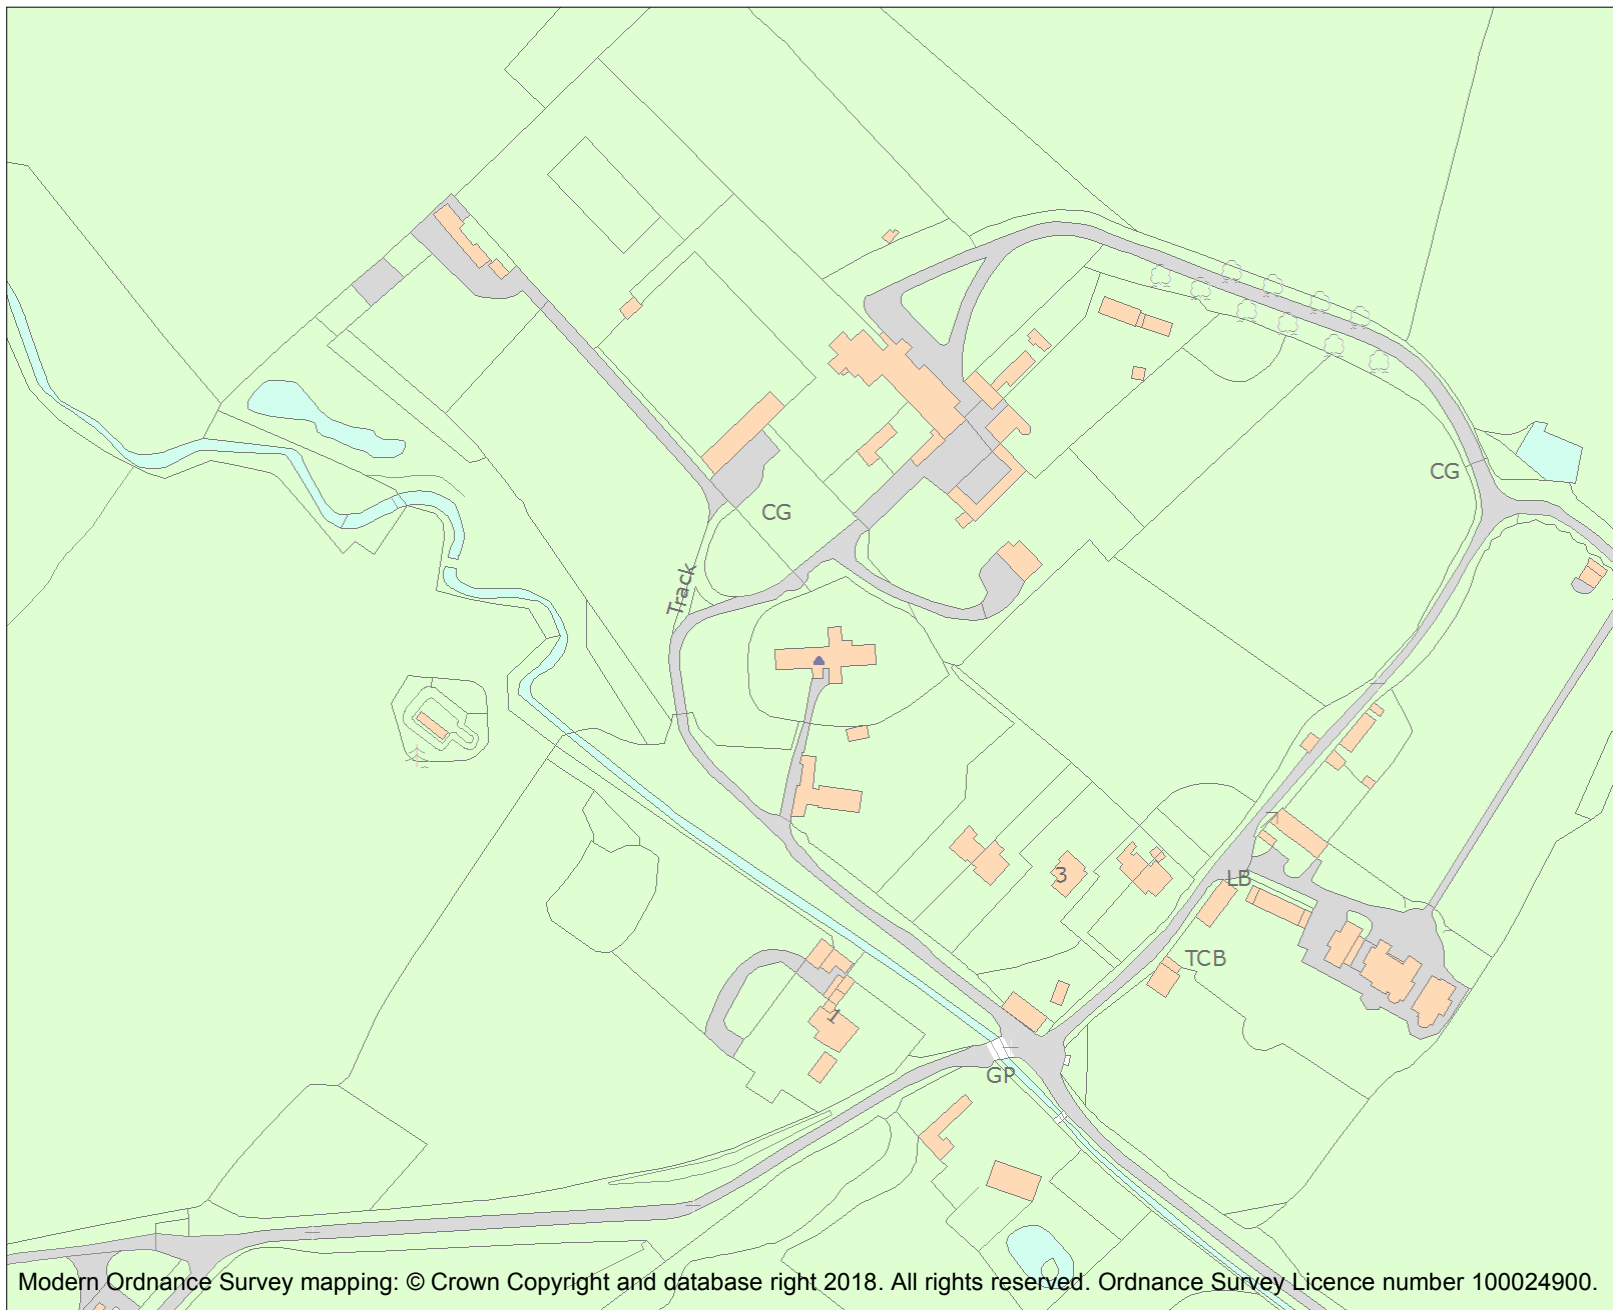 CG
CG
Track
7
3
LB
TCB
1
GP
Modern Ordnance Survey mapping: © Crown Copyright and database right 2018. All rights reserved. Ordnance Survey Licence number 100024900.